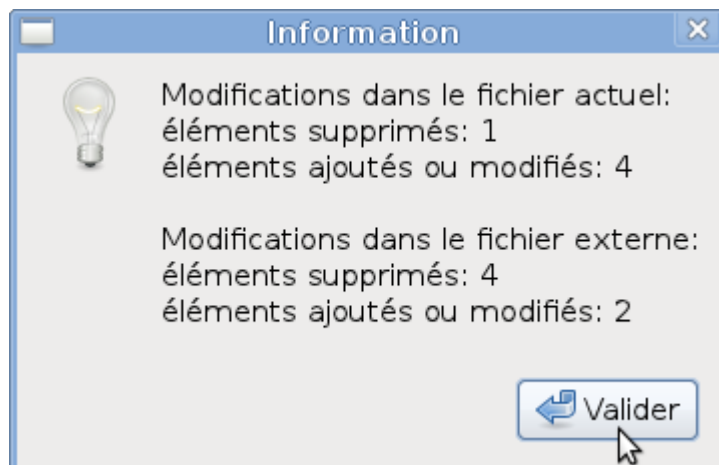 Information
Modifications dans le fichier actuel:
éléments supprimés: 1
éléments ajoutés ou modifiés: 4
Modifications dans le fichier externe:
éléments supprimés: 4
éléments ajoutés ou modifiés: 2
Valider